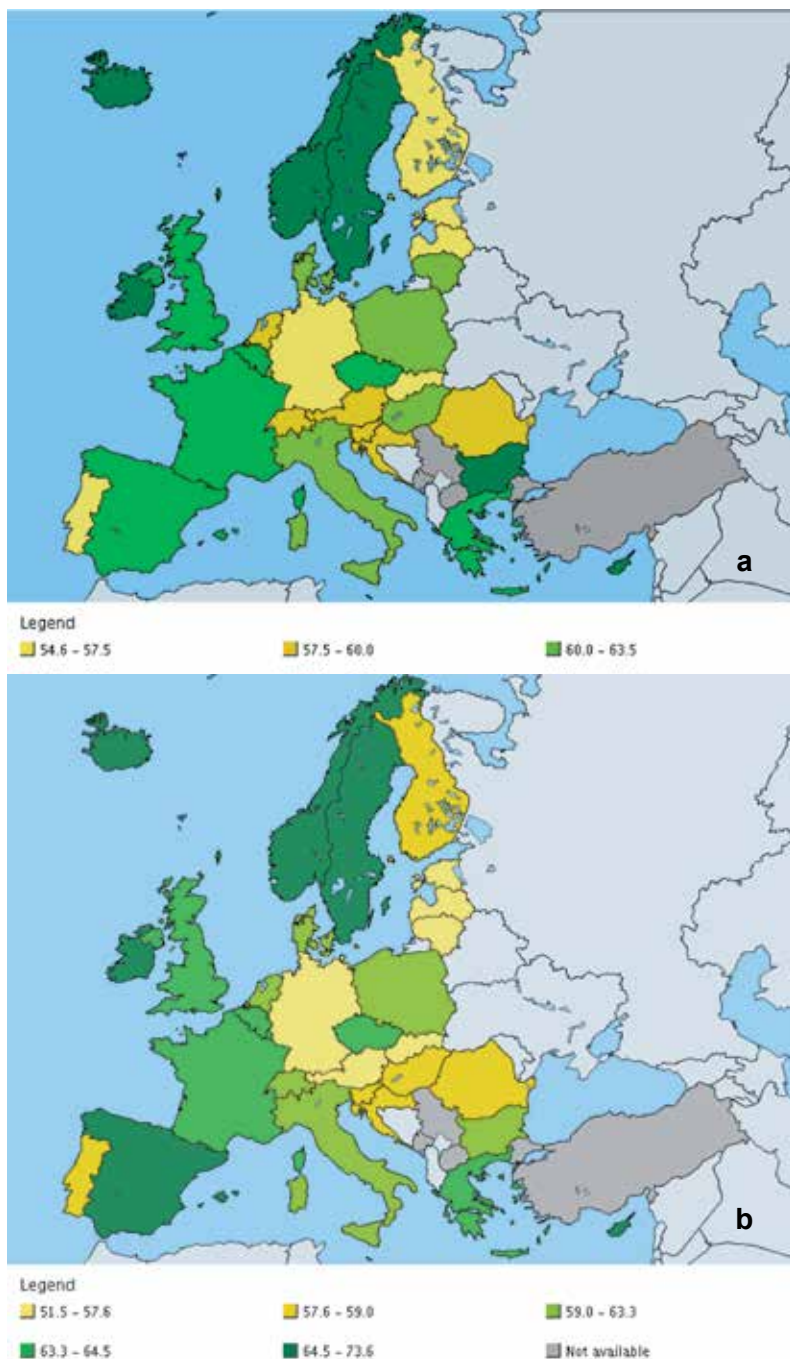 a
Legend
54.6 – 57.5 57.5 – 60.0 60.0 – 63.5
b
Legend
51.5 – 57.6 57.6 – 59.0 59.0 – 63.3
63.3 – 64.5 64.5 – 73.6 Not available